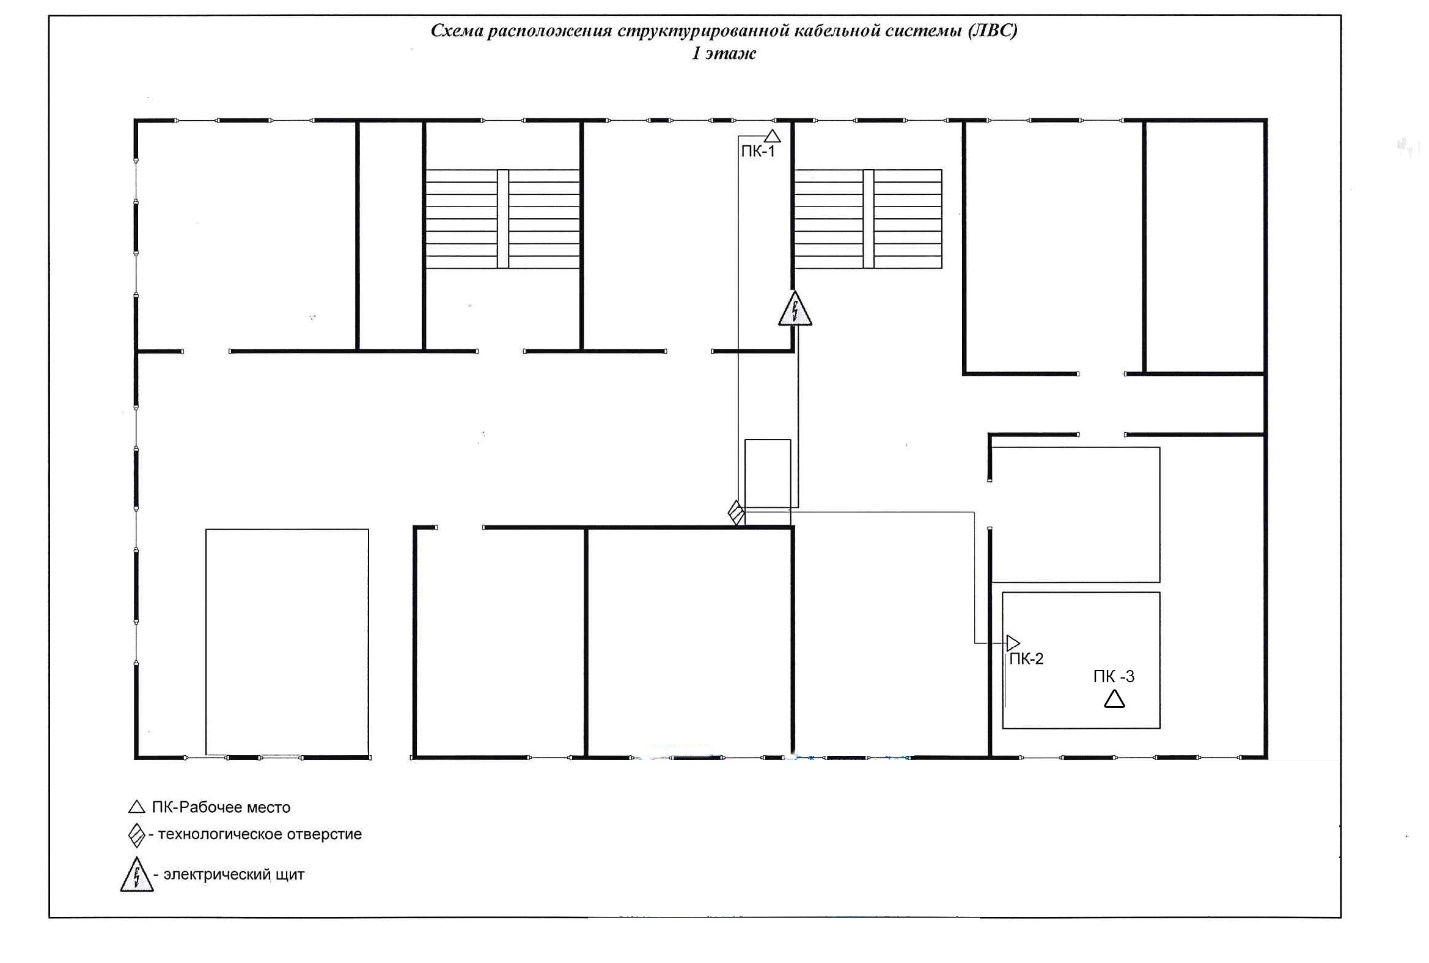 Схема расположения структурированной кабельной системы (ЛВС)
1 этаж
ПК-1
ПК-2
ПК -3
ПК-Рабочее место
- технологическое отверстие
- электрический щит